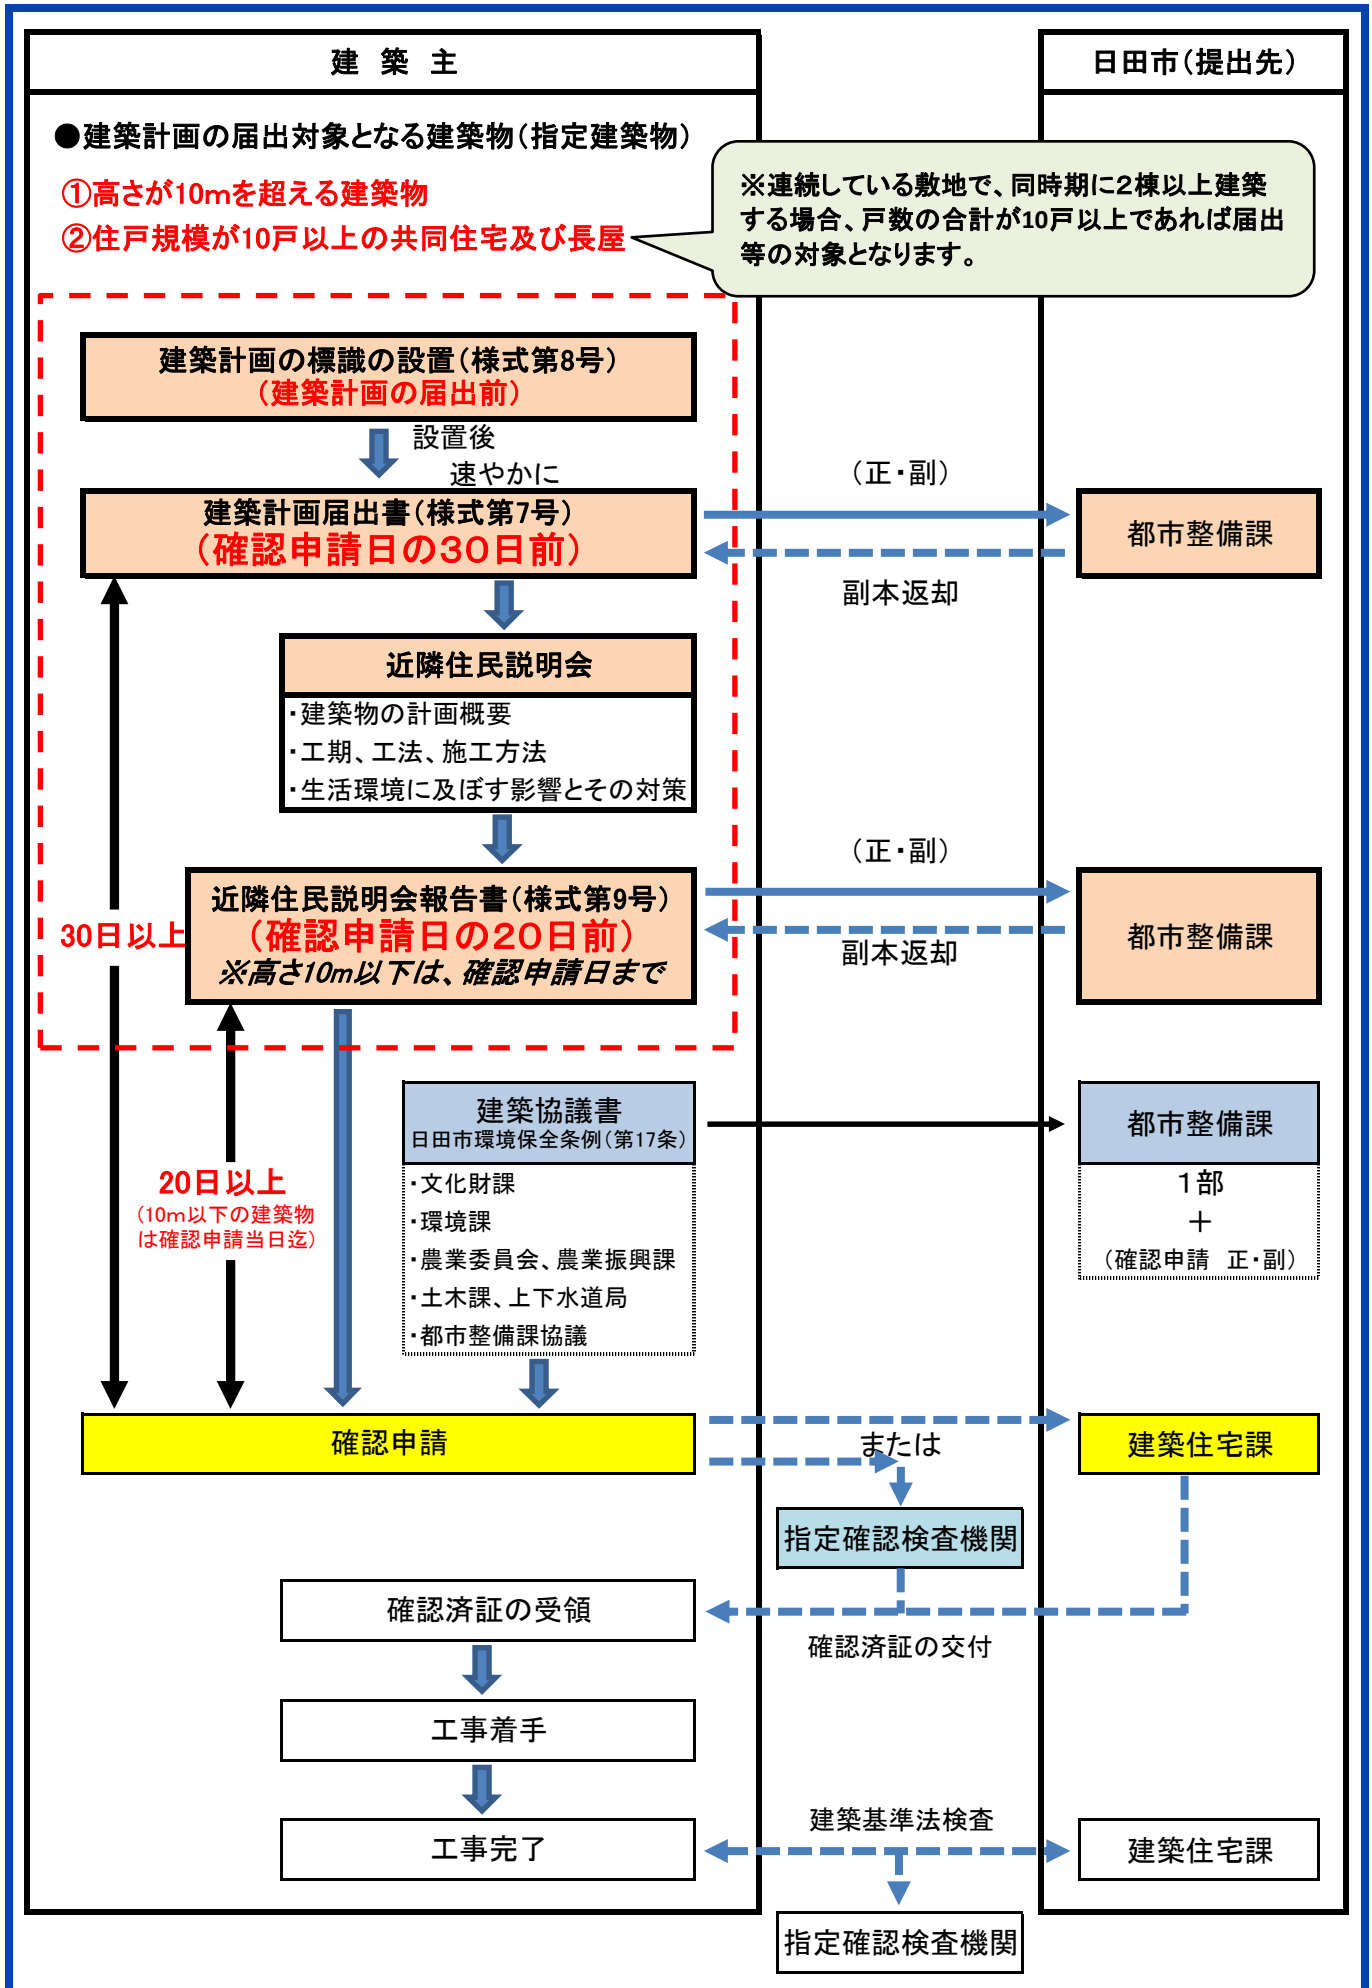 建築主
日田市（提出先）
●建築計画の届出対象となる建築物（指定建築物）
①高さが10ｍを超える建築物
②住戸規模が10戸以上の共同住宅及び長屋
※連続している敷地で、同時期に２棟以上建築
する場合、戸数の合計が10戸以上であれば届出
等の対象となります。
建築計画の標識の設置（様式第8号）
（建築計画の届出前）
設置後
速やかに
建築計画届出書（様式第7号）
（確認申請日の３０日前）
（正・副）
都市整備課
副本返却
近隣住民説明会
・建築物の計画概要
・工期、工法、施工方法
・生活環境に及ぼす影響とその対策
近隣住民説明会報告書（様式第9号）
（確認申請日の２０日前）
※高さ10ｍ以下は、確認申請日まで
（正・副）
都市整備課
副本返却
30日以上
建築協議書
日田市環境保全条例（第17条）
・文化財課
・環境課
・農業委員会、農業振興課
・土木課、上下水道局
・都市整備課協議
都市整備課
１部
＋
（確認申請　正・副）
20日以上
（10ｍ以下の建築物
は確認申請当日迄）
確認申請
または
建築住宅課
指定確認検査機関
確認済証の受領
確認済証の交付
工事着手
工事完了
建築基準法検査
建築住宅課
指定確認検査機関